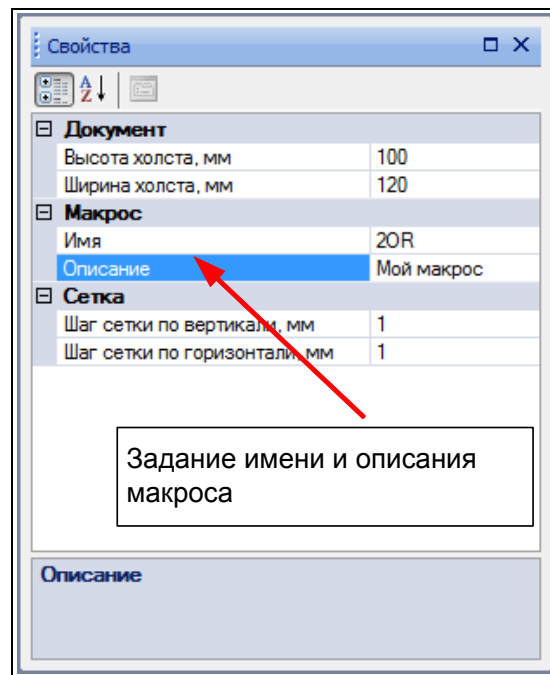 Свойства
Документ
Высота холста, мм 100
Ширина холста, мм 120
Макрос
Имя 2OR
Описание Мой макрос
Сетка
Шаг сетки по вертикали, мм 1
Шаг сетки по горизонтали, мм 1
Задание имени и описания
макроса
Описание